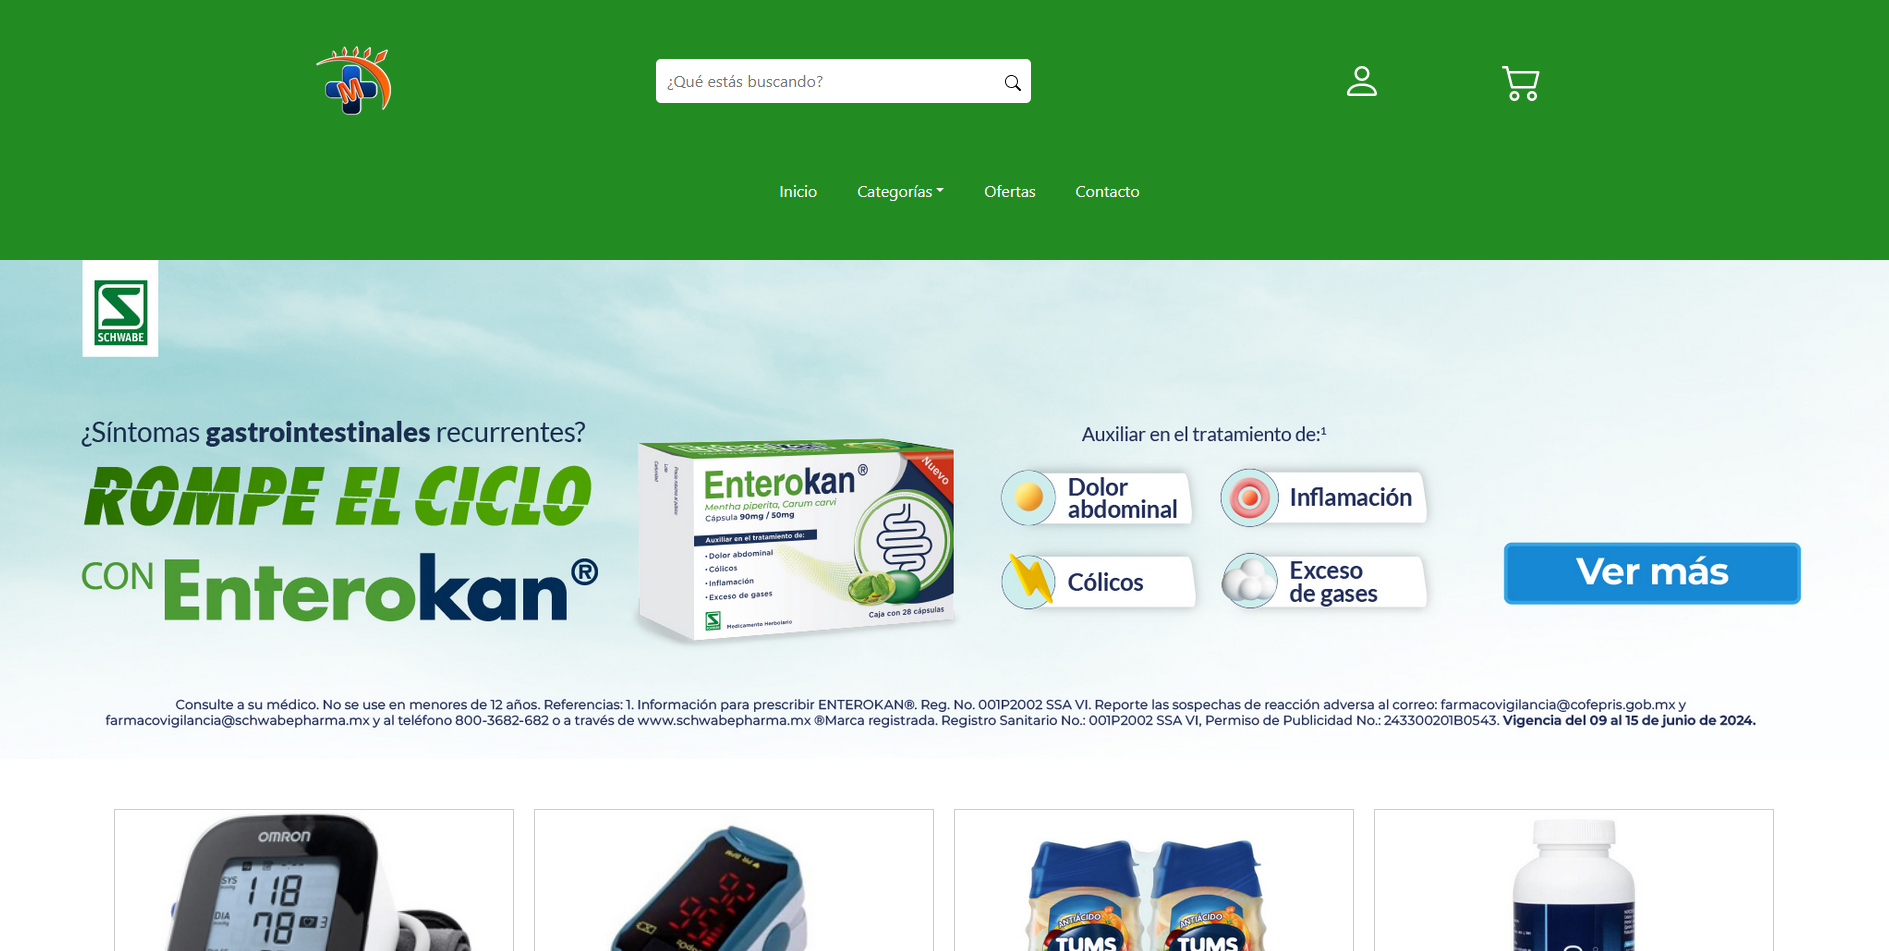 M
¿Qué estás buscando?
Inicio
Categorías
Ofertas
Contacto
SCHWABE
¿Síntomas gastrointestinales recurrentes?
ROMPE EL CICLO
CON Enterokan®
Nuevo
Enterokan®
Mentha piperita, Carum carvi
Cápsula 90mg / 50mg
Auxiliar en el tratamiento de:
• Dolor abdominal
• Cólicos
• Inflamación
• Exceso de gases
Medicamento Herbolario
Caja con 28 cápsulas
Auxiliar en el tratamiento de:¹
Dolor
abdominal
Inflamación
Cólicos
Exceso
de gases
Ver más
Consulte a su médico. No se use en menores de 12 años. Referencias: 1. Información para prescribir ENTEROKAN®. Reg. No. 001P2002 SSA VI. Reporte las sospechas de reacción adversa al correo: farmacovigilancia@cofepris.gob.mx y
farmacovigilancia@schwabepharma.mx y al teléfono 800-3682-682 o a través de www.schwabepharma.mx ®Marca registrada. Registro Sanitario No.: 001P2002 SSA VI, Permiso de Publicidad No.: 243300201B0543. Vigencia del 09 al 15 de junio de 2024.
OMRON
SYS
118
DIA
78
3
ANTIÁCIDO
TUMS
ANTIÁCIDO
TUMS